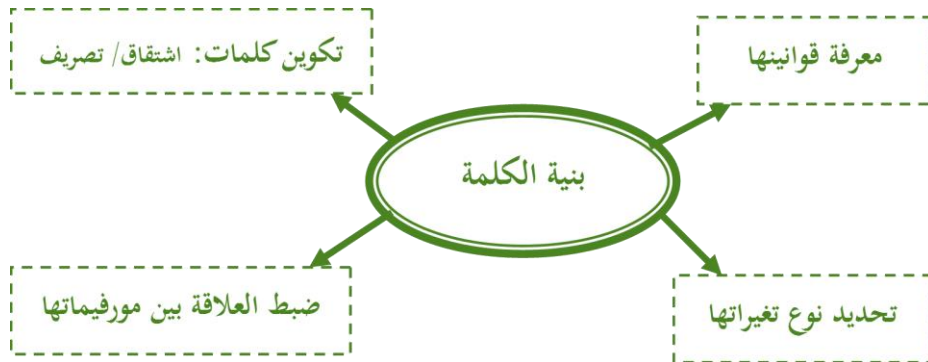 معرفة قوانينها
تكوين كلمات: اشتقاق/ تصريف
بنية الكلمة
تحديد نوع تغيراتها
ضبط العلاقة بين مورفيماتها